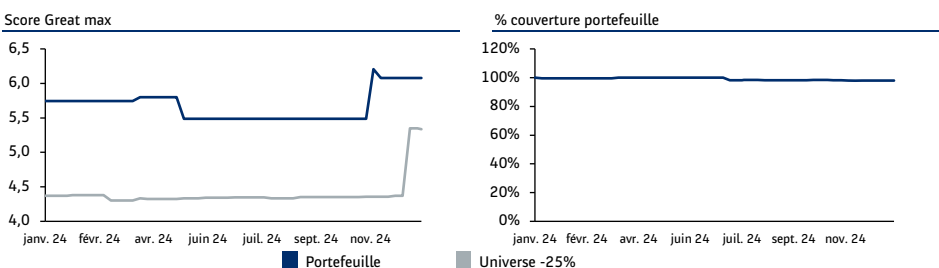 Score Great max
6,5
6,0
5,5
5,0
4,5
4,0
janv. 24 févr. 24 avr. 24 juin 24 juil. 24 sept. 24 nov. 24
% couverture portefeuille
120%
100%
80%
60%
40%
20%
0%
janv. 24 févr. 24 avr. 24 juin 24 juil. 24 sept. 24 nov. 24
Portefeuille
Universe -25%